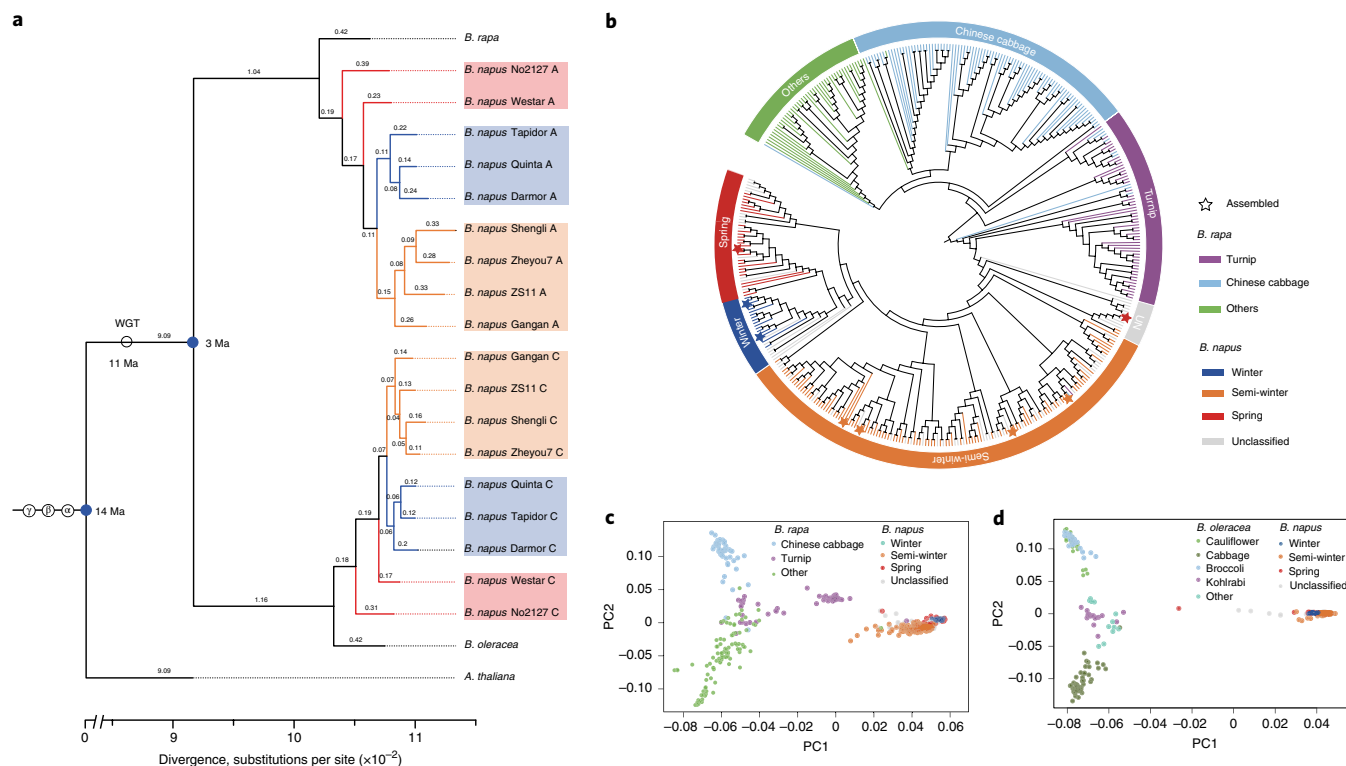 a
0.42
B. rapa
1.04
0.39
B. napus No2127 A
0.23
B. napus Westar A
0.19
0.22
B. napus Tapidor A
0.17
0.11
0.14
B. napus Quinta A
0.08
0.24
B. napus Darmor A
0.11
0.33
B. napus Shengli A
0.09
0.28
B. napus Zheyou7 A
0.08
0.33
B. napus ZS11 A
0.15
0.26
B. napus Gangan A
WGT
9.09
3 Ma
11 Ma
0.14
B. napus Gangan C
0.07
0.13
B. napus ZS11 C
0.04
0.16
B. napus Shengli C
0.05
0.11
B. napus Zheyou7 C
0.07
0.12
B. napus Quinta C
0.06
0.12
B. napus Tapidor C
0.19
0.06
0.2
B. napus Darmor C
γ β α
14 Ma
0.18
0.17
B. napus Westar C
1.16
0.31
B. napus No2127 C
0.42
B. oleracea
9.09
A. thaliana
0 9 10 11
Divergence, substitutions per site (×10−2)
b
Others
Chinese cabbage
Turnip
UN
Semi-winter
Winter
Spring
Assembled
B. rapa
Turnip
Chinese cabbage
Others
B. napus
Winter
Semi-winter
Spring
Unclassified
c
B. rapa
Chinese cabbage
Turnip
Other
B. napus
Winter
Semi-winter
Spring
Unclassified
PC2
0.10
0.05
0
−0.05
−0.10
−0.08 −0.06 −0.04 −0.02 0 0.02 0.04 0.06
PC1
d
B. oleracea
Cauliflower
Cabbage
Broccoli
Kohlrabi
Other
B. napus
Winter
Semi-winter
Spring
Unclassified
PC2
0.10
0.05
0
−0.05
−0.10
−0.08 −0.06 −0.04 −0.02 0 0.02 0.04
PC1